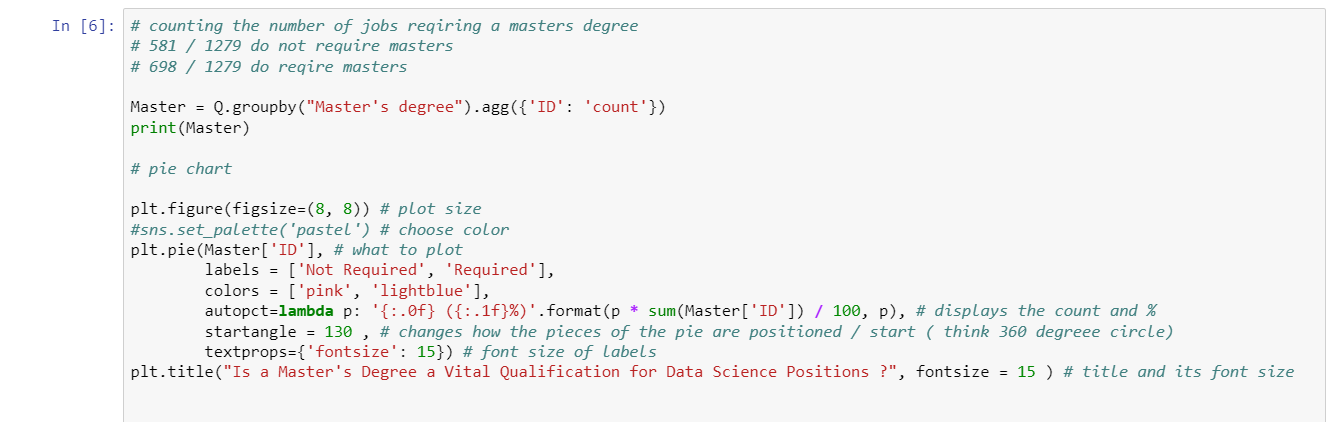 In [6]: # counting the number of jobs reqiring a masters degree
# 581 / 1279 do not require masters
# 698 / 1279 do reqire masters
Master = Q.groupby("Master's degree").agg({'ID': 'count'})
print(Master)
# pie chart
plt.figure(figsize=(8, 8)) # plot size
#sns.set_palette('pastel') # choose color
plt.pie(Master['ID'], # what to plot
labels = ['Not Required', 'Required'],
colors = ['pink', 'lightblue'],
autopct=lambda p: '{:.0f} ({:.1f}%)'.format(p * sum(Master['ID']) / 100, p), # displays the count and %
startangle = 130 , # changes how the pieces of the pie are positioned / start ( think 360 degreee circle)
textprops={'fontsize': 15}) # font size of labels
plt.title("Is a Master's Degree a Vital Qualification for Data Science Positions ?", fontsize = 15 ) # title and its font size